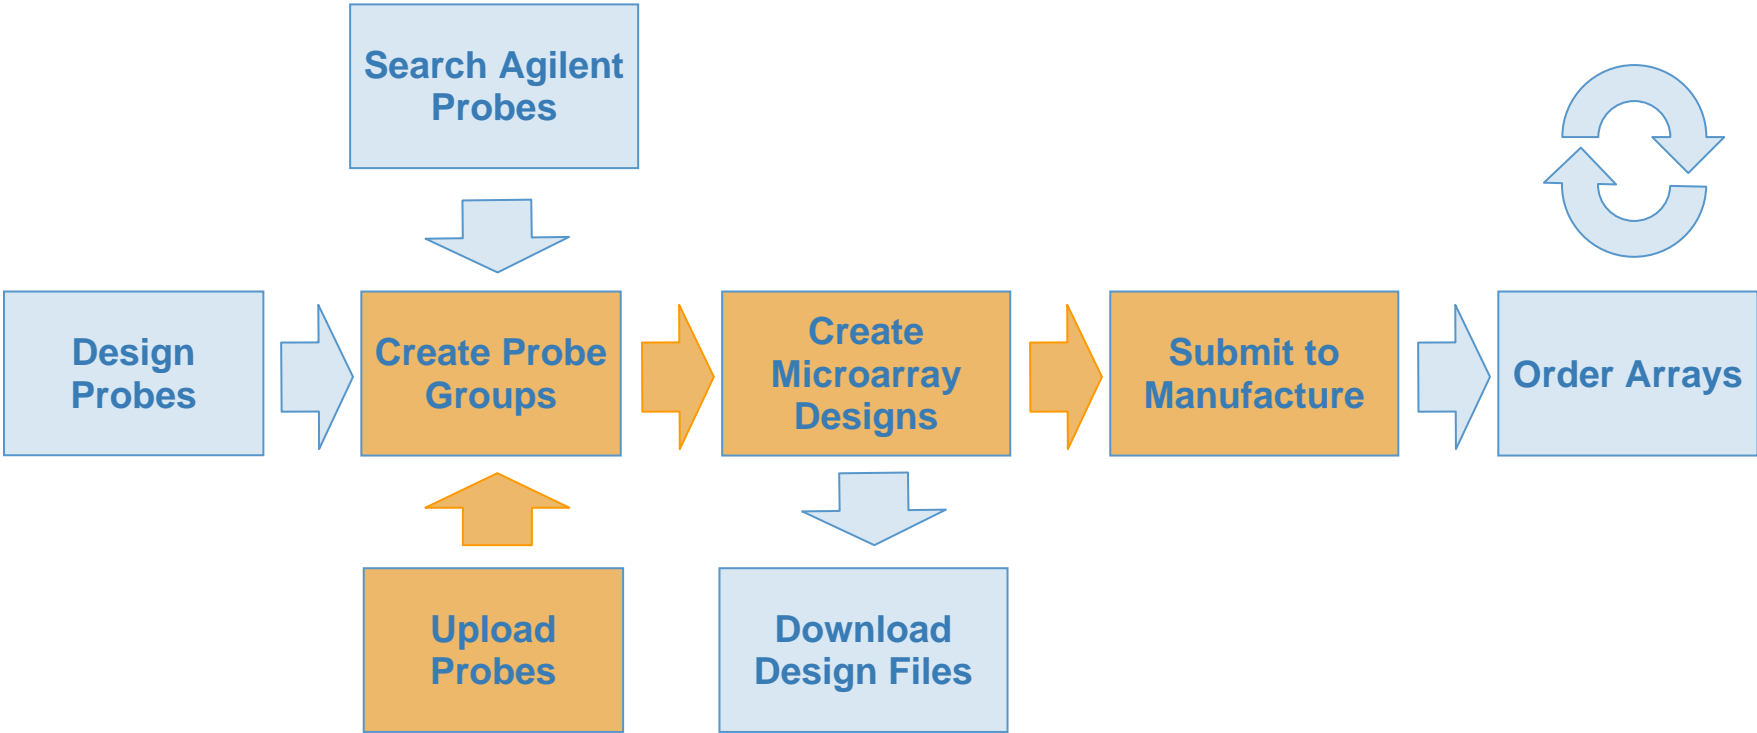 Search Agilent
Probes
Design
Probes
Create Probe
Groups
Create
Microarray
Designs
Submit to
Manufacture
Order Arrays
Upload
Probes
Download
Design Files